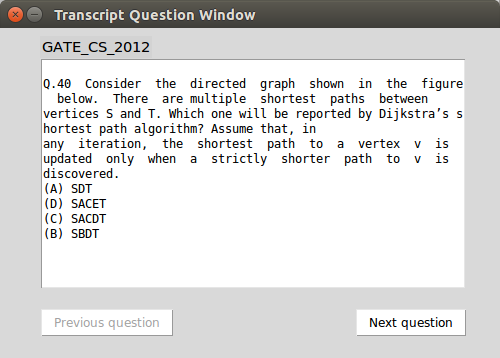 Transcript Question Window
GATE_CS_2012
Q.40 Consider the directed graph shown in the figure
below. There are multiple shortest paths between
vertices S and T. Which one will be reported by Dijkstra’s s
hortest path algorithm? Assume that, in
any iteration, the shortest path to a vertex v is
updated only when a strictly shorter path to v is
discovered.
(A) SDT
(D) SACET
(C) SACDT
(B) SBDT
Previous question
Next question